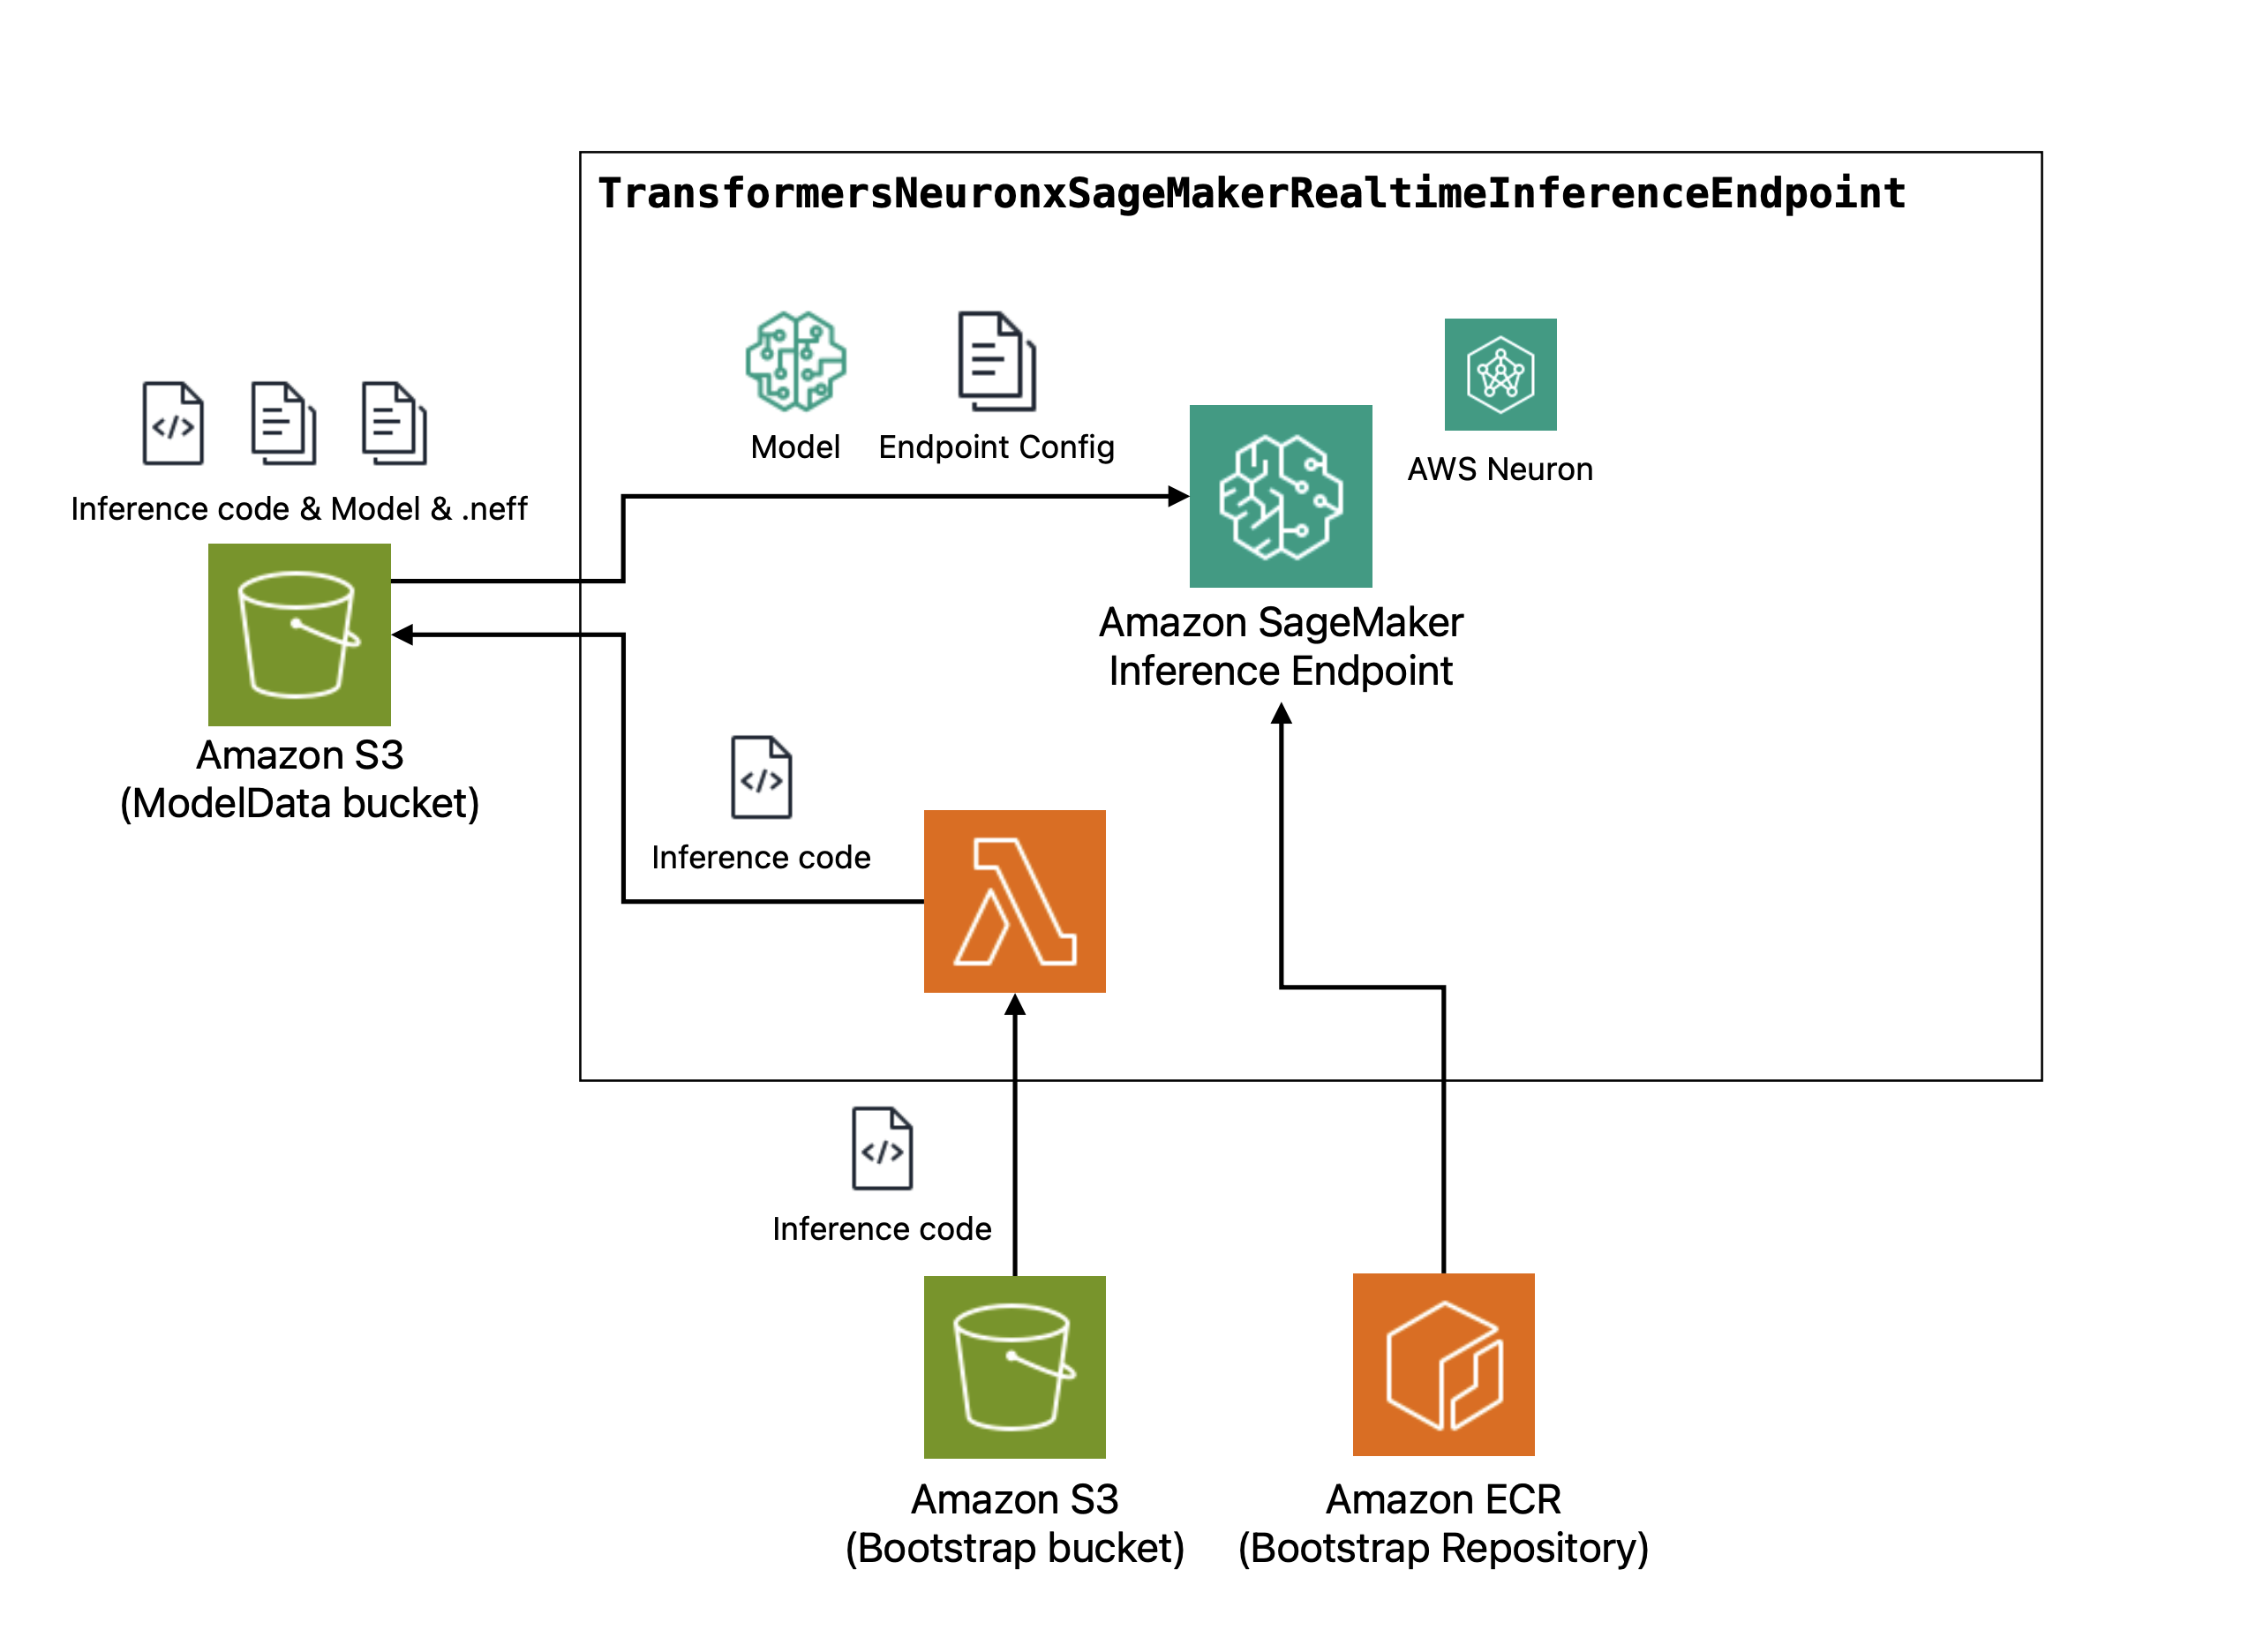 TransformersNeuronxSageMakerRealtimeInferenceEndpoint
Model
Endpoint Config
AWS Neuron
Inference code & Model & .neff
Amazon SageMaker
Inference Endpoint
Amazon S3
(ModelData bucket)
Inference code
Inference code
Amazon S3
(Bootstrap bucket)
Amazon ECR
(Bootstrap Repository)